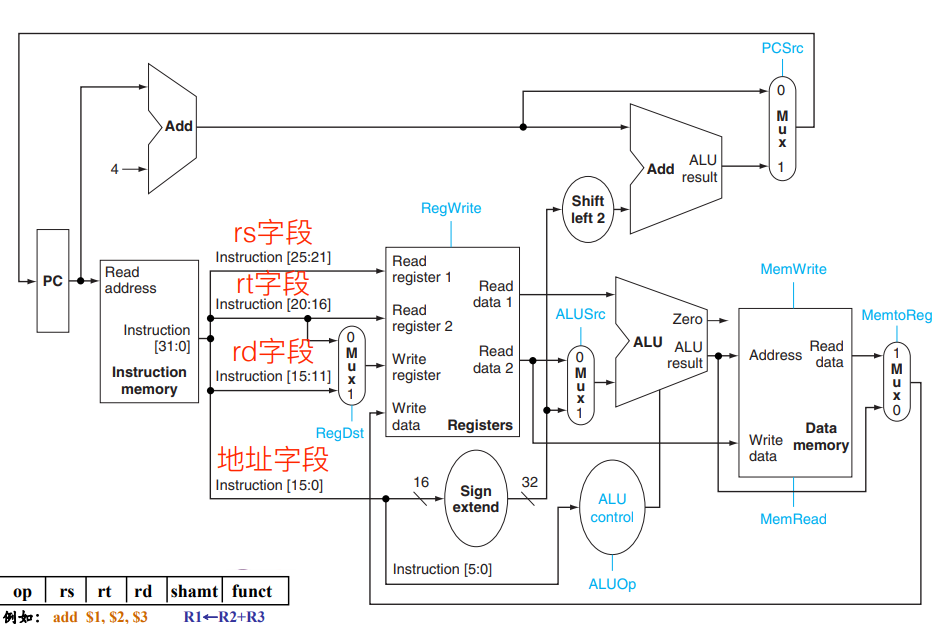 PCSrc
0
M
u
x
1
Add
4
Add
ALU
result
Shift
left 2
RegWrite
rs字段
Instruction [25:21]
rt字段
Instruction [20:16]
rd字段
Instruction [15:11]
地址字段
Instruction [15:0]
PC
Read
address
Instruction
[31:0]
Instruction
memory
0
M
u
x
1
RegDst
Read
register 1
Read
register 2
Write
register
Write
data
Read
data 1
Read
data 2
Registers
ALUSrc
0
M
u
x
1
Zero
ALU
ALU
result
MemWrite
Address
Read
data
Write
data
Data
memory
MemRead
MemtoReg
1
M
u
x
0
16
Sign
extend
32
ALU
control
Instruction [5:0]
ALUOp
op rs rt rd shamt funct
例如: add $1, $2, $3 R1←R2+R3